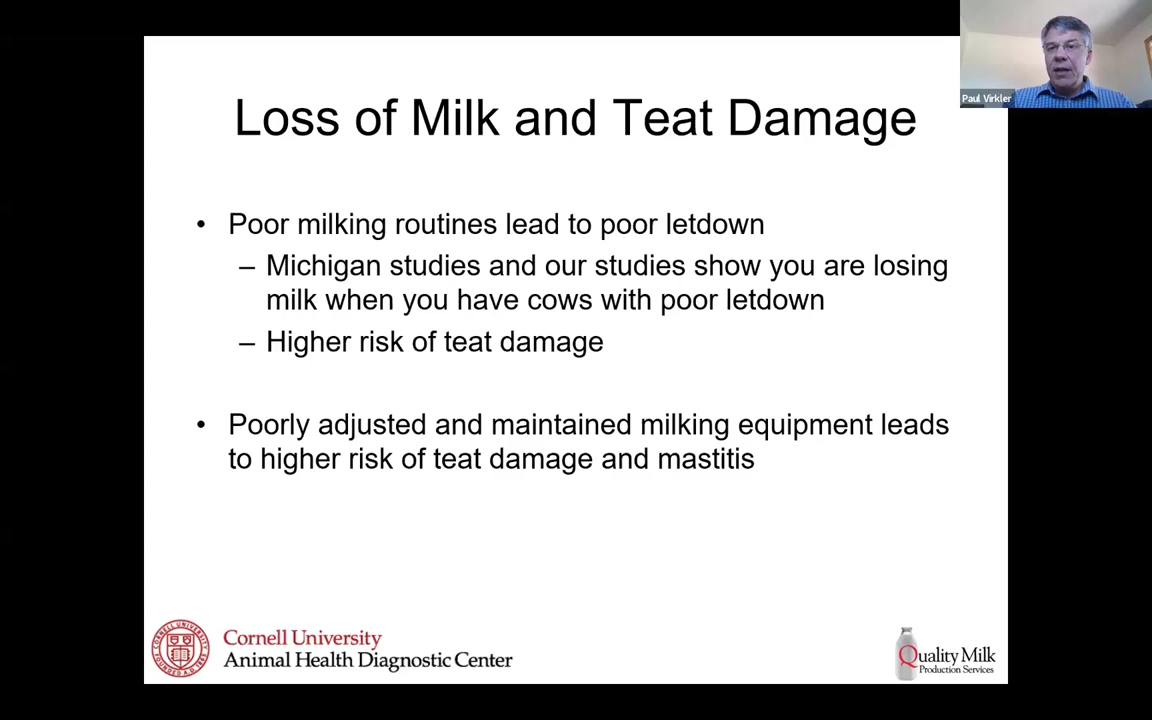 Paul Virkler
Loss of Milk and Teat Damage
• Poor milking routines lead to poor letdown
– Michigan studies and our studies show you are losing
milk when you have cows with poor letdown
– Higher risk of teat damage
• Poorly adjusted and maintained milking equipment leads
to higher risk of teat damage and mastitis
Cornell University
Animal Health Diagnostic Center
Quality Milk
Production Services